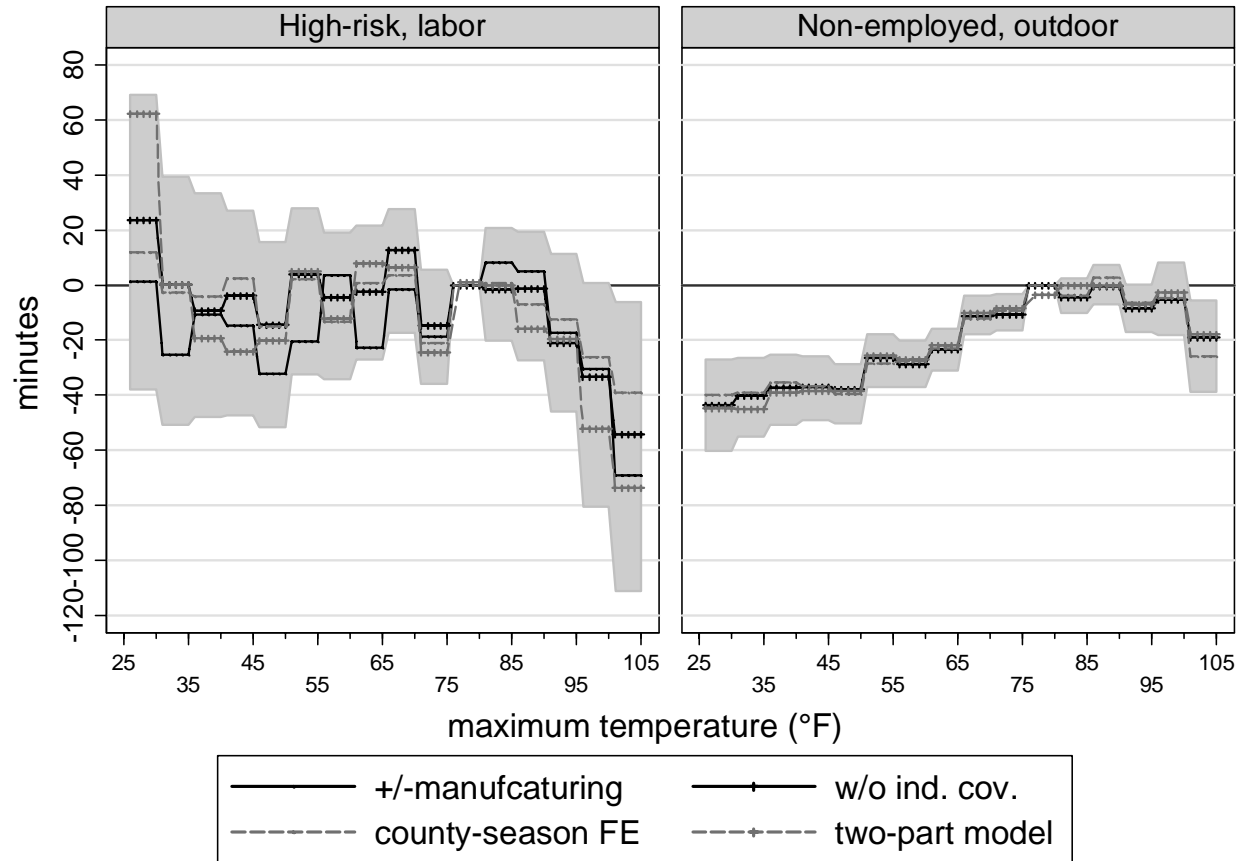 High-risk, labor
Non-employed, outdoor
80
60
40
20
0
-20
-40
-60
-80
-100
-120
minutes
25 45 65 85 105
35 55 75 95
25 45 65 85 105
35 55 75 95
maximum temperature (°F)
+/-manufcaturing
w/o ind. cov.
county-season FE
two-part model